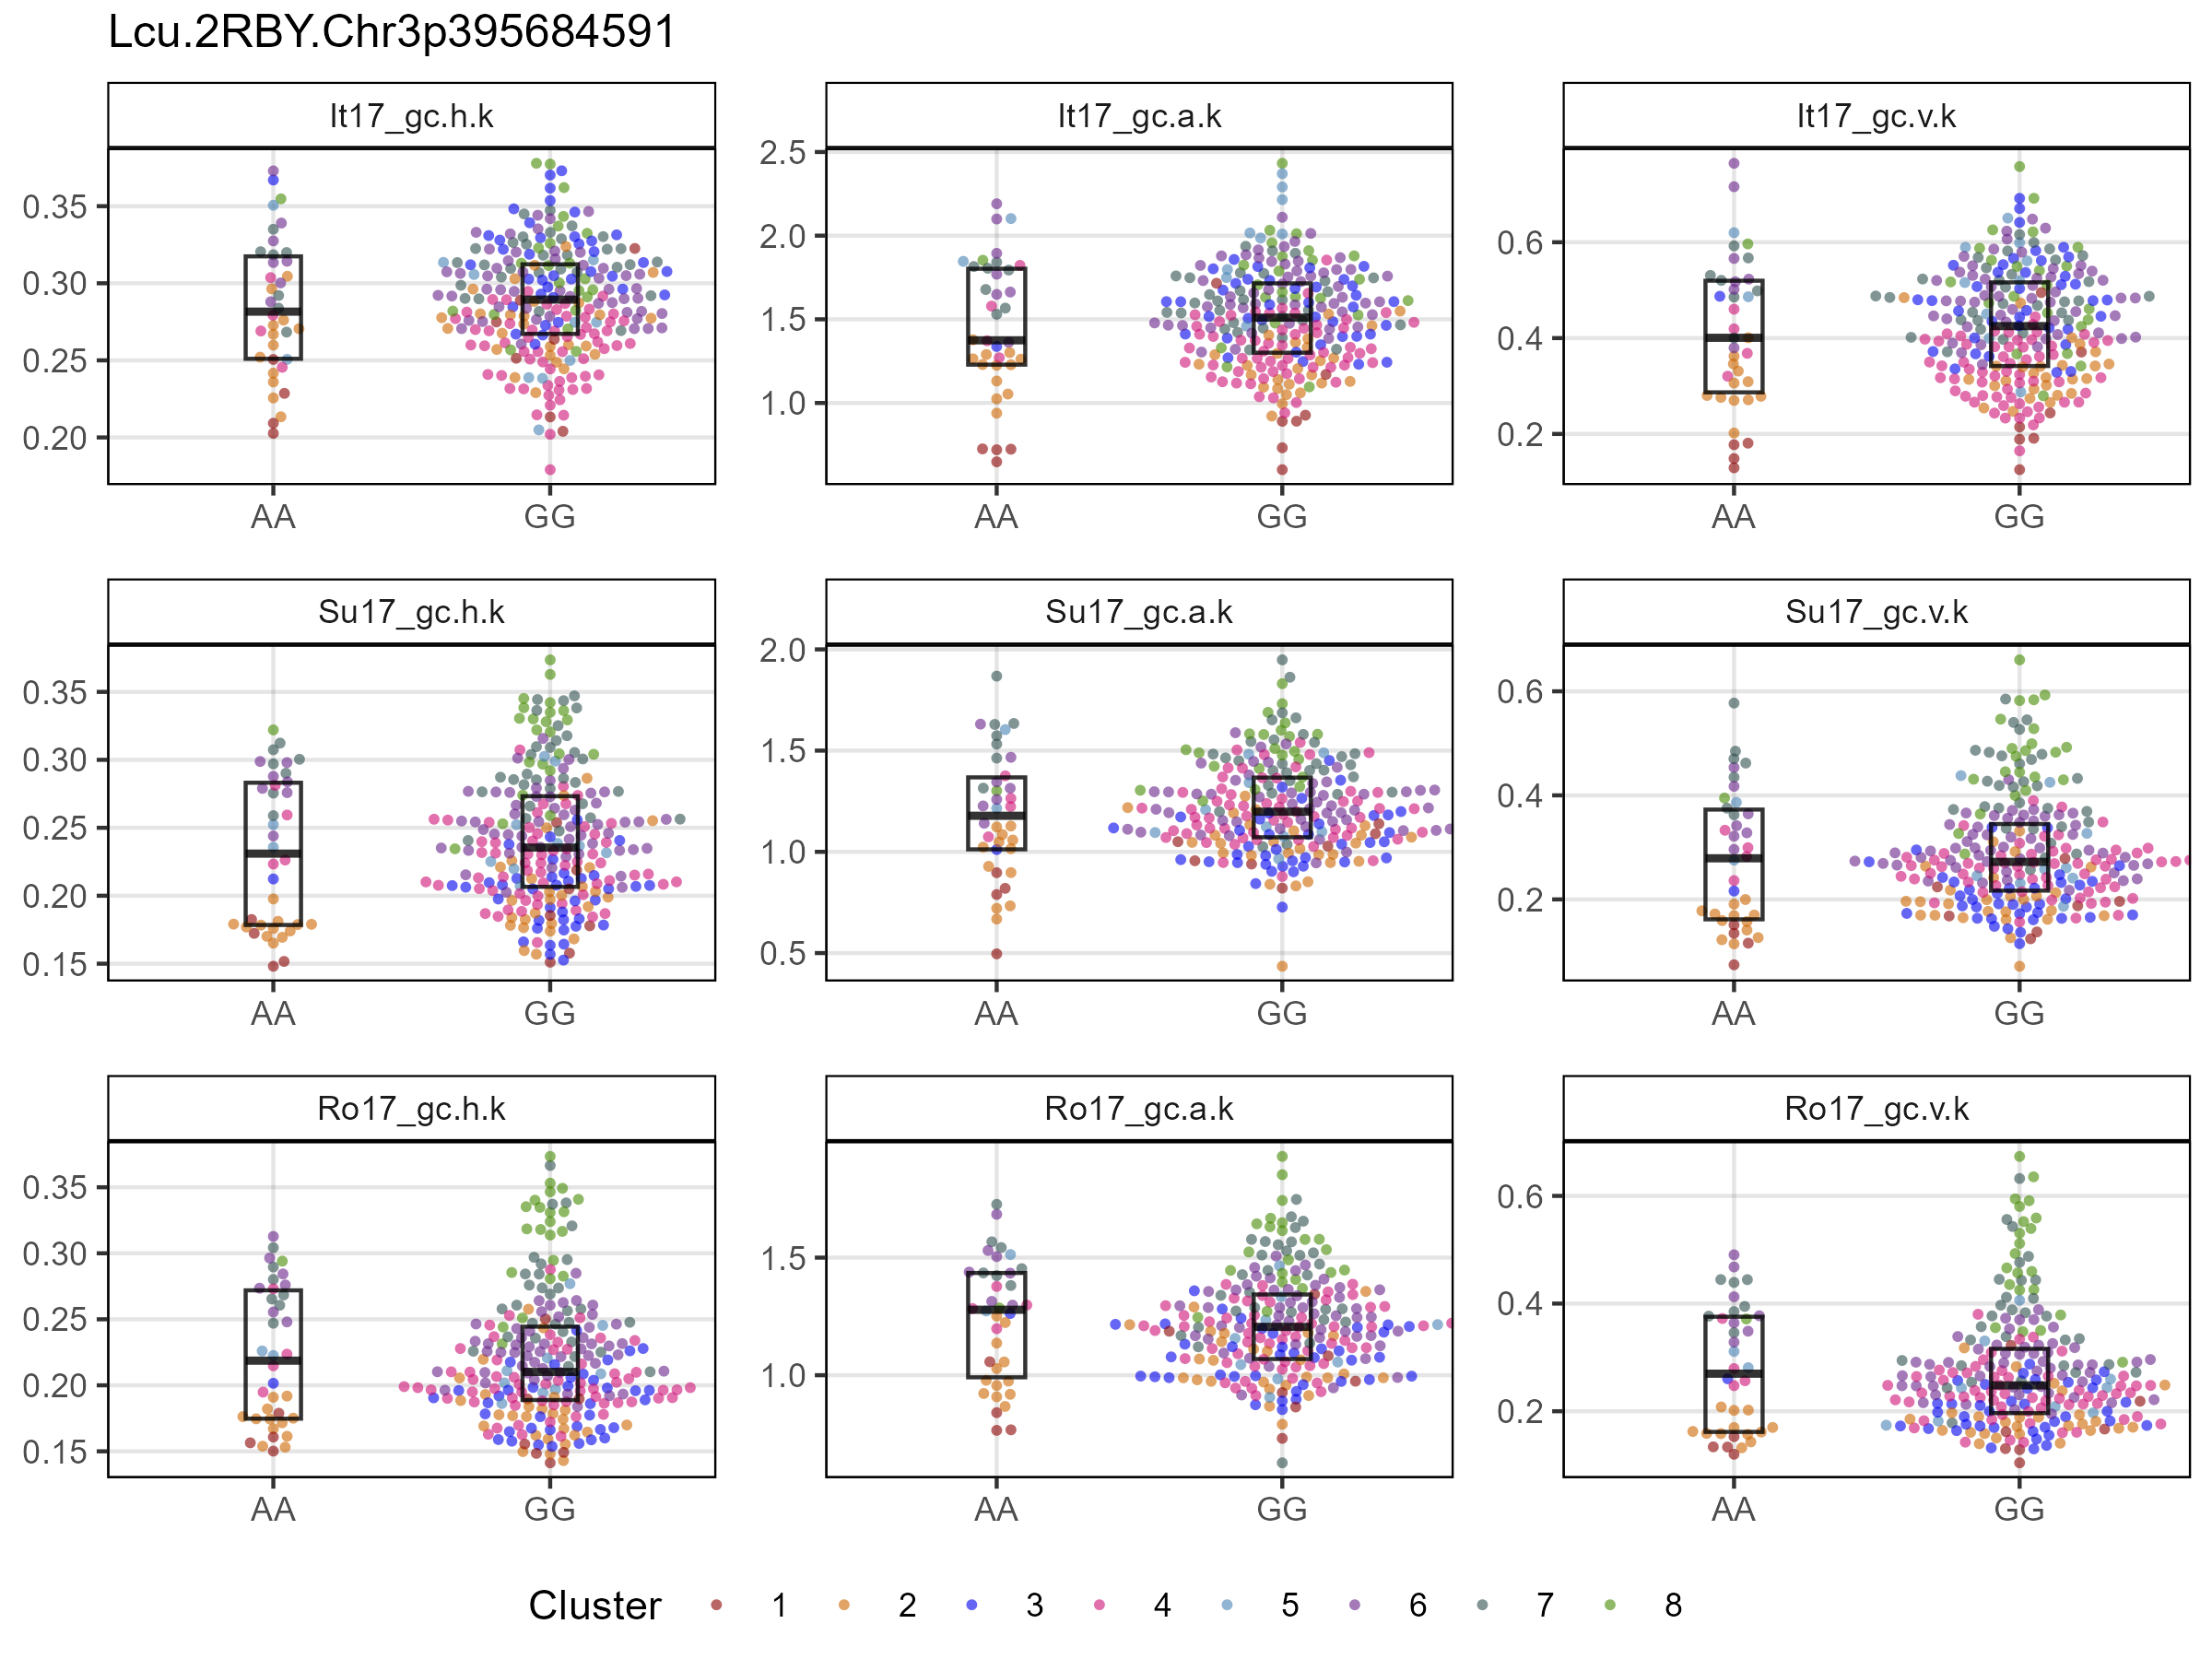 Lcu.2RBY.Chr3p395684591
It17_gc.h.k
It17_gc.a.k
It17_gc.v.k
0.35
0.30
0.25
0.20
AA
GG
2.5
2.0
1.5
1.0
AA
GG
0.6
0.4
0.2
AA
GG
Su17_gc.h.k
Su17_gc.a.k
Su17_gc.v.k
0.35
0.30
0.25
0.20
0.15
AA
GG
2.0
1.5
1.0
0.5
AA
GG
0.6
0.4
0.2
AA
GG
Ro17_gc.h.k
Ro17_gc.a.k
Ro17_gc.v.k
0.35
0.30
0.25
0.20
0.15
AA
GG
1.5
1.0
AA
GG
0.6
0.4
0.2
AA
GG
Cluster 1 2 3 4 5 6 7 8